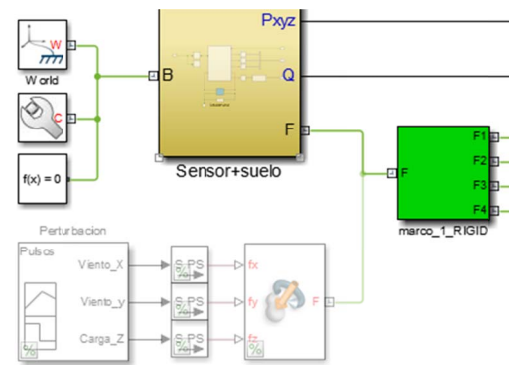 Pxyz
W
World
B
Q
C
F
F1
f(x) = 0
F
F2
F3
Sensor+suelo
F4
marco_1_RIGID
Perturbacion
Pulsos
Viento_X
S PS
fx
%
Viento_y
S PS
fy
F
%
Carga_Z
S PS
fz
%
%
%